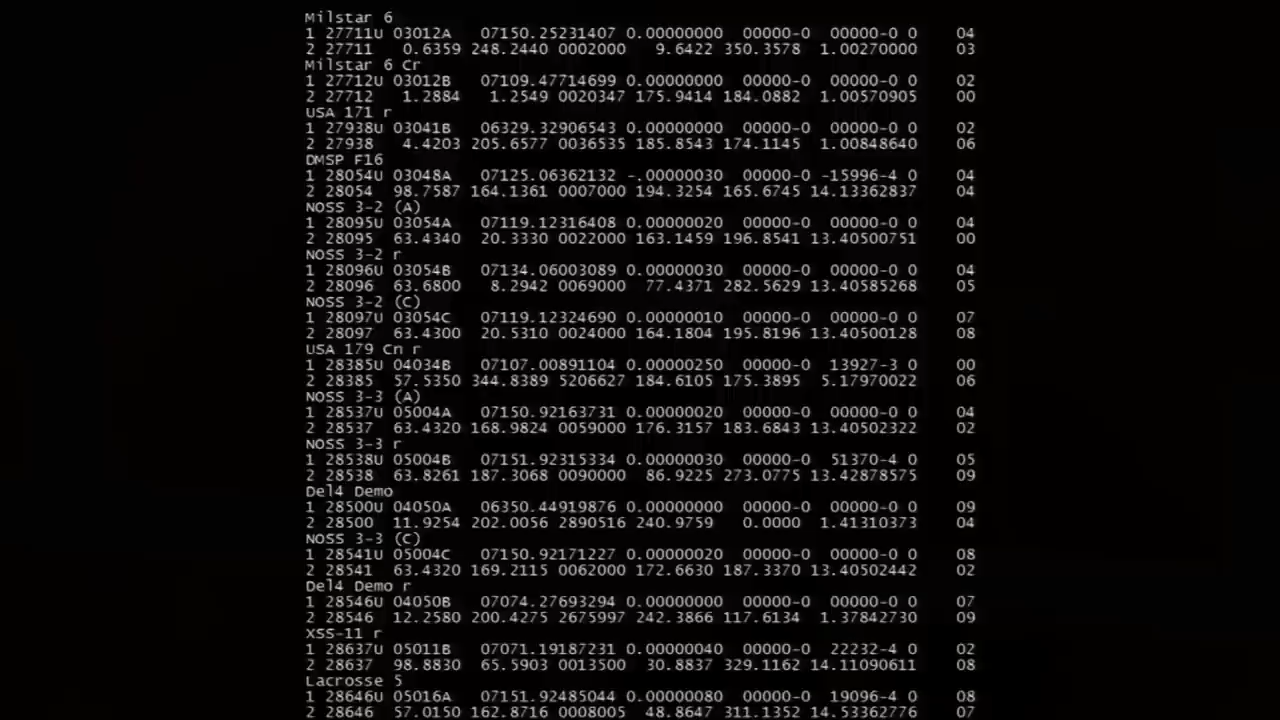 Milstar 6
1 27711U 03012A   07150.25231407 0.00000000  00000-0  00000-0 0    04
2 27711   0.6359 248.2440 0002000   9.6422 350.3578  1.00270000    03
Milstar 6 Cr
1 27712U 03012B   07109.47714699 0.00000000  00000-0  00000-0 0    02
2 27712   1.2884   1.2549 0020347 175.9414 184.0882  1.00570905    00
USA 171 r
1 27938U 03041B   06329.32906543 0.00000000  00000-0  00000-0 0    02
2 27938   4.4203 205.6577 0036535 185.8543 174.1145  1.00848640    06
DMSP F16
1 28054U 03048A   07125.06362132 -.00000030  00000-0 -15996-4 0    04
2 28054  98.7587 164.1361 0007000 194.3254 165.6745 14.13362837    04
NOSS 3-2 (A)
1 28095U 03054A   07119.12316408 0.00000020  00000-0  00000-0 0    04
2 28095  63.4340  20.3330 0022000 163.1459 196.8541 13.40500751    00
NOSS 3-2 r
1 28096U 03054B   07134.06003089 0.00000030  00000-0  00000-0 0    04
2 28096  63.6800   8.2942 0069000  77.4371 282.5629 13.40585268    05
NOSS 3-2 (C)
1 28097U 03054C   07119.12324690 0.00000010  00000-0  00000-0 0    07
2 28097  63.4300  20.5310 0024000 164.1804 195.8196 13.40500128    08
USA 179 Cn r
1 28385U 04034B   07107.00891104 0.00000250  00000-0  13927-3 0    00
2 28385  57.5350 344.8389 5206627 184.6105 175.3895  5.17970022    06
NOSS 3-3 (A)
1 28537U 05004A   07150.92163731 0.00000020  00000-0  00000-0 0    04
2 28537  63.4320 168.9824 0059000 176.3157 183.6843 13.40502322    02
NOSS 3-3 r
1 28538U 05004B   07151.92315334 0.00000030  00000-0  51370-4 0    05
2 28538  63.8261 187.3068 0090000  86.9225 273.0775 13.42878575    09
Del4 Demo
1 28500U 04050A   06350.44919876 0.00000000  00000-0  00000-0 0    09
2 28500  11.9254 202.0056 2890516 240.9759   0.0000  1.41310373    04
NOSS 3-3 (C)
1 28541U 05004C   07150.92171227 0.00000020  00000-0  00000-0 0    08
2 28541  63.4320 169.2115 0062000 172.6630 187.3370 13.40502442    02
Del4 Demo r
1 28546U 04050B   07074.27693294 0.00000000  00000-0  00000-0 0    07
2 28546  12.2580 200.4275 2675997 242.3866 117.6134  1.37842730    09
XSS-11 r
1 28637U 05011B   07071.19187231 0.00000040  00000-0  22232-4 0    02
2 28637  98.8830  65.5903 0013500  30.8837 329.1162 14.11090611    08
Lacrosse 5
1 28646U 05016A   07151.92485044 0.00000080  00000-0  19096-4 0    08
2 28646  57.0150 162.8716 0008005  48.8647 311.1352 14.53362776    07